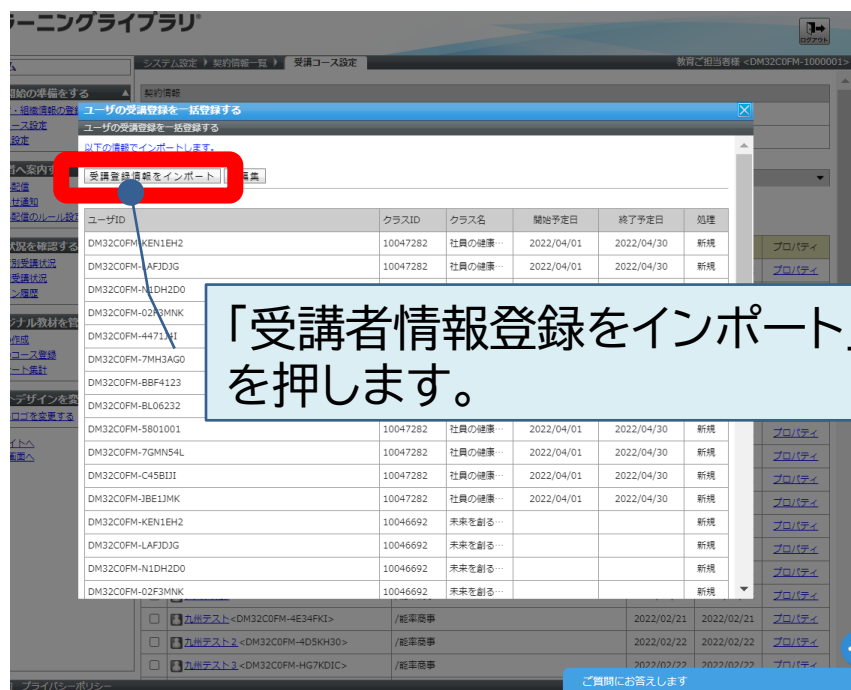 ラーニングライブラリ
ログアウト
システム設定 》 契約情報一覧 》 受講コース設定
教育ご担当者様 <DM32C0FM-1000001>
開始の準備をする ▲
契約情報
・組織情報の登
ース設定
設定
ユーザの受講登録を一括登録する
ユーザの受講登録を一括登録する
以下の情報でインポートします。
受講登録情報をインポート
編集
配信
せ通知
配信のルール設
ユーザID クラスID クラス名 開始予定日 終了予定日 処理
DM32C0FM-KEN1EH2 10047282 社員の健康… 2022/04/01 2022/04/30 新規
プロパティ
DM32C0FM-LAFJDJG 10047282 社員の健康… 2022/04/01 2022/04/30 新規
プロパティ
DM32C0FM-N1DH2D0
DM32C0FM-02F3MNK
DM32C0FM-4471J4I
DM32C0FM-7MH3AG0
DM32C0FM-BBF4123
DM32C0FM-BL06232
「受講者情報登録をインポート」
を押します。
状況を確認する
別受講状況
受講状況
ン履歴
ジナル教材を管
作成
コース登録
ート集計
トデザインを変
ロゴを変更する
イトへ
画面へ
DM32C0FM-5801001 10047282 社員の健康… 2022/04/01 2022/04/30 新規
プロパティ
DM32C0FM-7GMN54L 10047282 社員の健康… 2022/04/01 2022/04/30 新規
プロパティ
DM32C0FM-C45BIJI 10047282 社員の健康… 2022/04/01 2022/04/30 新規
プロパティ
DM32C0FM-JBE1JMK 10047282 社員の健康… 2022/04/01 2022/04/30 新規
プロパティ
DM32C0FM-KEN1EH2 10046692 未来を創る… 新規
プロパティ
DM32C0FM-LAFJDJG 10046692 未来を創る… 新規
プロパティ
DM32C0FM-N1DH2D0 10046692 未来を創る… 新規
プロパティ
DM32C0FM-02F3MNK 10046692 未来を創る… 新規
プロパティ
九州テスト<DM32C0FM-4E34FKI> /能率商事 2022/02/21 2022/02/21 プロパティ
九州テスト２<DM32C0FM-4D5KH30> /能率商事 2022/02/22 2022/02/22 プロパティ
九州テスト３<DM32C0FM-HG7KDIC> /能率商事 2022/02/22 2022/02/22 プロパティ
プライバシーポリシー
ご質問にお答えします